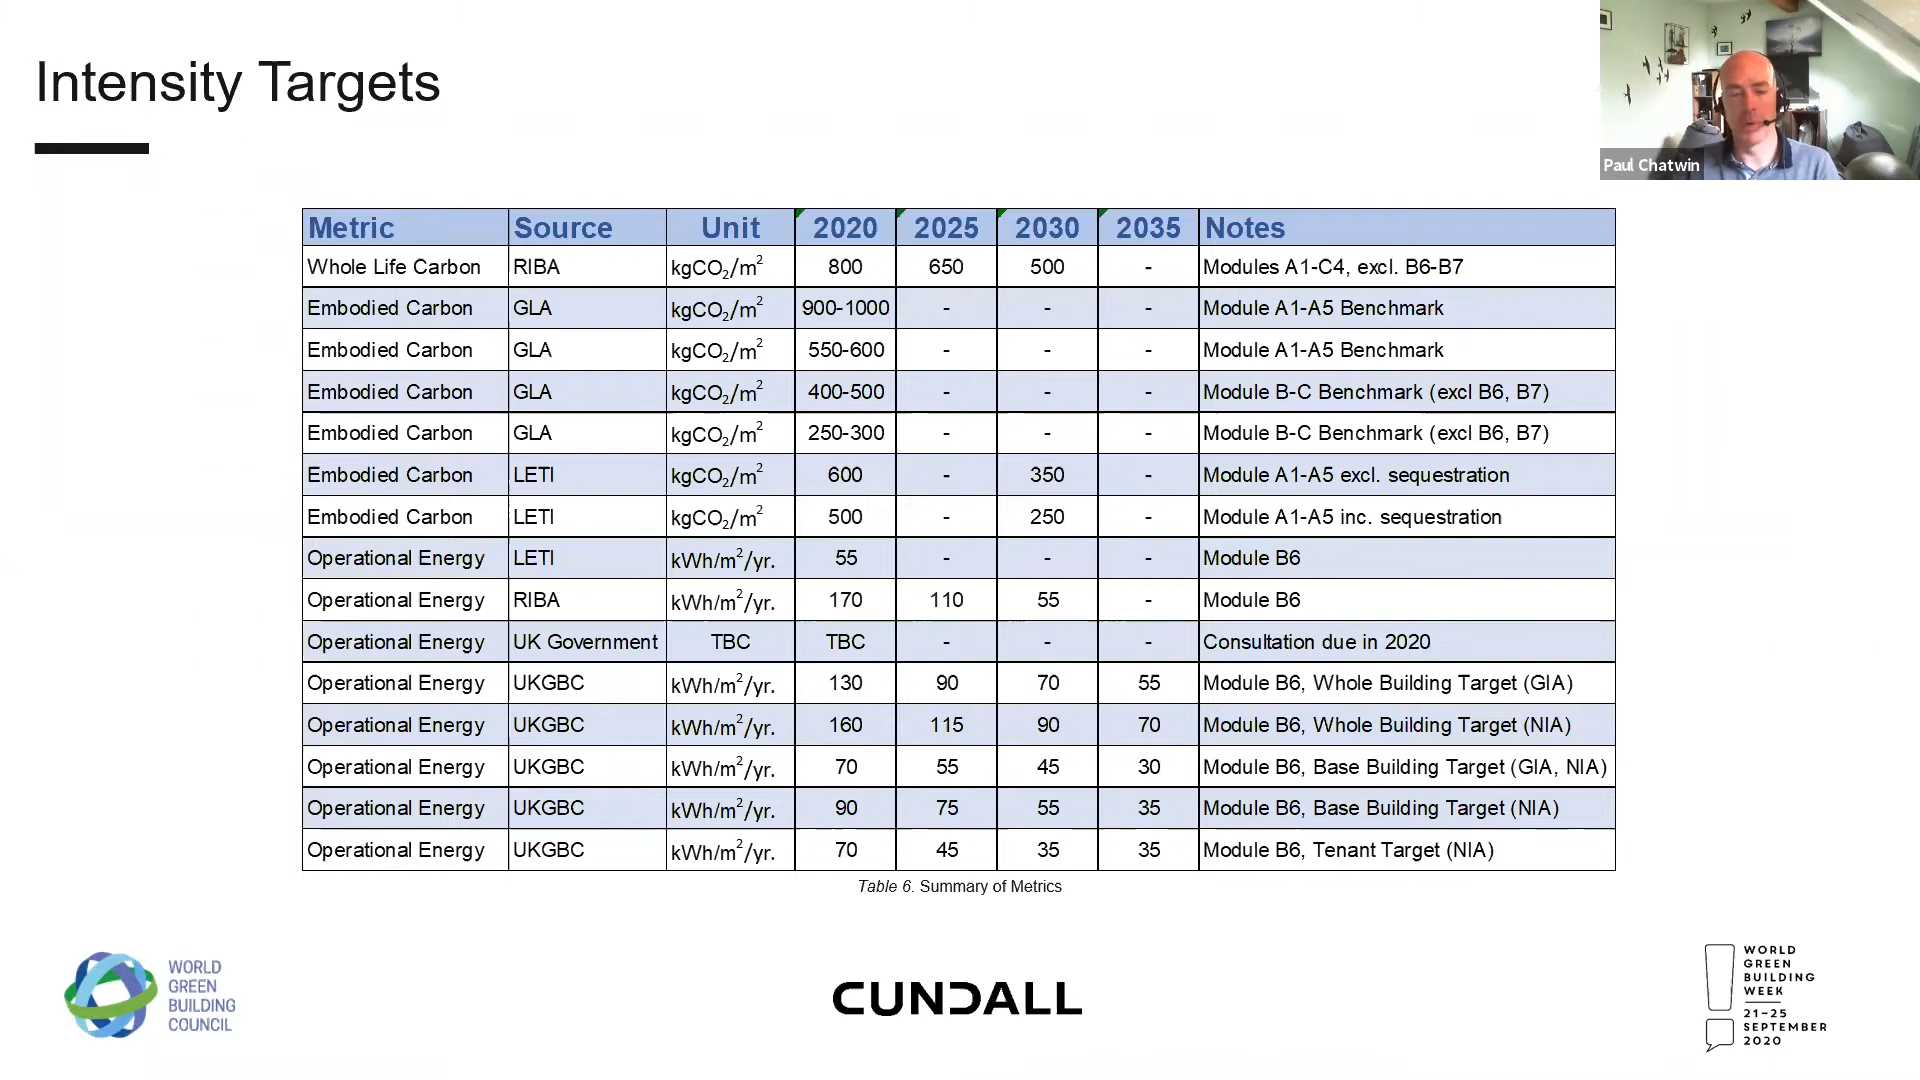 Intensity Targets
Paul Chatwin
Metric Source Unit 2020 2025 2030 2035 Notes
Whole Life Carbon RIBA kgCO₂/m² 800 650 500 - Modules A1-C4, excl. B6-B7
Embodied Carbon GLA kgCO₂/m² 900-1000 - - - Module A1-A5 Benchmark
Embodied Carbon GLA kgCO₂/m² 550-600 - - - Module A1-A5 Benchmark
Embodied Carbon GLA kgCO₂/m² 400-500 - - - Module B-C Benchmark (excl B6, B7)
Embodied Carbon GLA kgCO₂/m² 250-300 - - - Module B-C Benchmark (excl B6, B7)
Embodied Carbon LETI kgCO₂/m² 600 - 350 - Module A1-A5 excl. sequestration
Embodied Carbon LETI kgCO₂/m² 500 - 250 - Module A1-A5 inc. sequestration
Operational Energy LETI kWh/m²/yr. 55 - - - Module B6
Operational Energy RIBA kWh/m²/yr. 170 110 55 - Module B6
Operational Energy UK Government TBC TBC - - - Consultation due in 2020
Operational Energy UKGBC kWh/m²/yr. 130 90 70 55 Module B6, Whole Building Target (GIA)
Operational Energy UKGBC kWh/m²/yr. 160 115 90 70 Module B6, Whole Building Target (NIA)
Operational Energy UKGBC kWh/m²/yr. 70 55 45 30 Module B6, Base Building Target (GIA, NIA)
Operational Energy UKGBC kWh/m²/yr. 90 75 55 35 Module B6, Base Building Target (NIA)
Operational Energy UKGBC kWh/m²/yr. 70 45 35 35 Module B6, Tenant Target (NIA)
Table 6. Summary of Metrics
WORLD
GREEN
BUILDING
COUNCIL
CUNDALL
WORLD
GREEN
BUILDING
WEEK
21–25
SEPTEMBER
2020